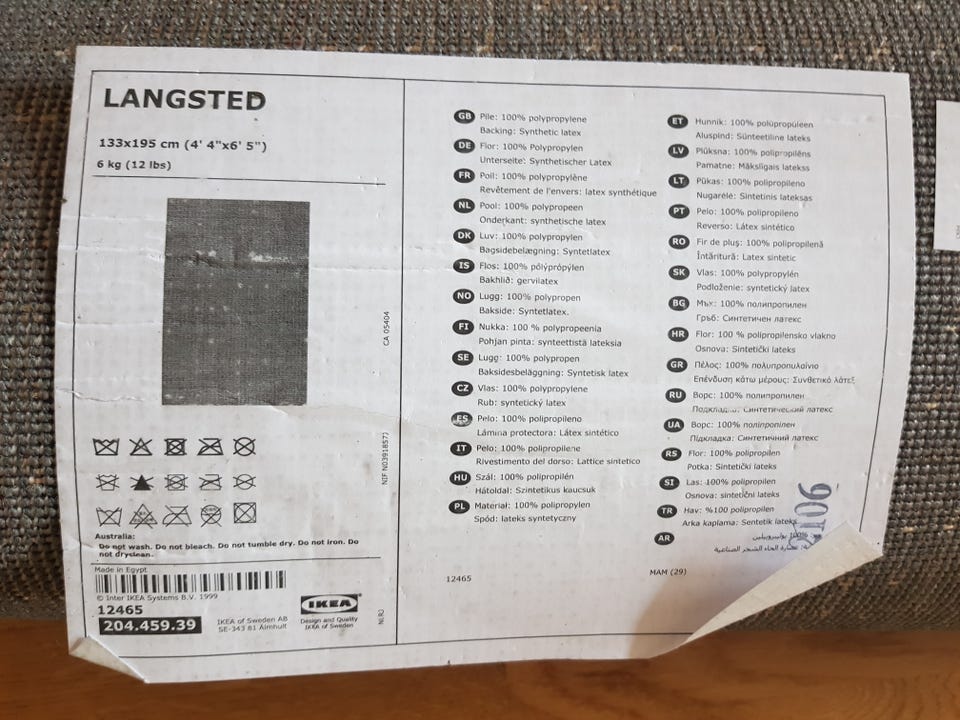 LANGSTED
133x195 cm (4' 4"x6' 5")
6 kg (12 lbs)
CA 05404
NIF N0391857J
Australia:
Do not wash. Do not bleach. Do not tumble dry. Do not iron. Do
not dryclean.
Made in Egypt
© Inter IKEA Systems B.V. 1999
12465
204.459.39
IKEA of Sweden AB
SE-343 81 Älmhult
IKEA
Design and Quality
IKEA of Sweden
NLRJ
GB Pile: 100% polypropylene
Backing: Synthetic latex
DE Flor: 100% Polypropylen
Unterseite: Synthetischer Latex
FR Poil: 100% polypropylène
Revêtement de l'envers: latex synthétique
NL Pool: 100% polypropeen
Onderkant: synthetische latex
DK Luv: 100% polypropylen
Bagsidebelægning: Syntetlatex
IS Flos: 100% pólýprópýlen
Bakhlið: gervilatex
NO Lugg: 100% polypropen
Bakside: Syntetlatex.
FI Nukka: 100 % polypropeenia
Pohjan pinta: synteettistä lateksia
SE Lugg: 100% polypropen
Baksidesbeläggning: Syntetisk latex
CZ Vlas: 100% polypropylene
Rub: syntetický latex
ES Pelo: 100% polipropileno
Lámina protectora: Látex sintético
IT Pelo: 100% polipropilene
Rivestimento del dorso: Lattice sintetico
HU Szál: 100% polipropilén
Hátoldal: Szintetikus kaucsuk
PL Materiał: 100% polipropylen
Spód: lateks syntetyczny
12465
ET Hunnik: 100% polüpropüleen
Aluspind: Sünteetiline lateks
LV Plūksna: 100% polipropilēns
Pamatne: Mākslīgais latekss
LT Pūkas: 100% polipropileno
Nugarėlė: Sintetinis lateksas
PT Pelo: 100% polipropileno
Reverso: Látex sintético
RO Fir de pluş: 100% polipropilenă
Întăritură: Latex sintetic
SK Vlas: 100% polypropylén
Podloženie: syntetický latex
BG Мъх: 100% полипропилен
Гръб: Синтетичен латекс
HR Flor: 100 % polipropilensko vlakno
Osnova: Sintetički lateks
GR Πέλος: 100% πολυπροπυλαίνιο
Επένδυση κάτω μέρους: Συνθετικό λάτεξ
RU Ворс: 100% полипропилен
Подкладка: Синтетический латекс
UA Ворс: 100% поліпропілен
Підкладка: Синтетичний латекс
RS Flor: 100% polipropilen
Potka: Sintetički lateks
SI Las: 100% polipropilen
Osnova: sintetični lateks
TR Hav: %100 polipropilen
Arka kaplama: Sentetik lateks
AR 100% بوليبروبيلين
عصارة لحاء الشجر الصناعية
MAM (29)